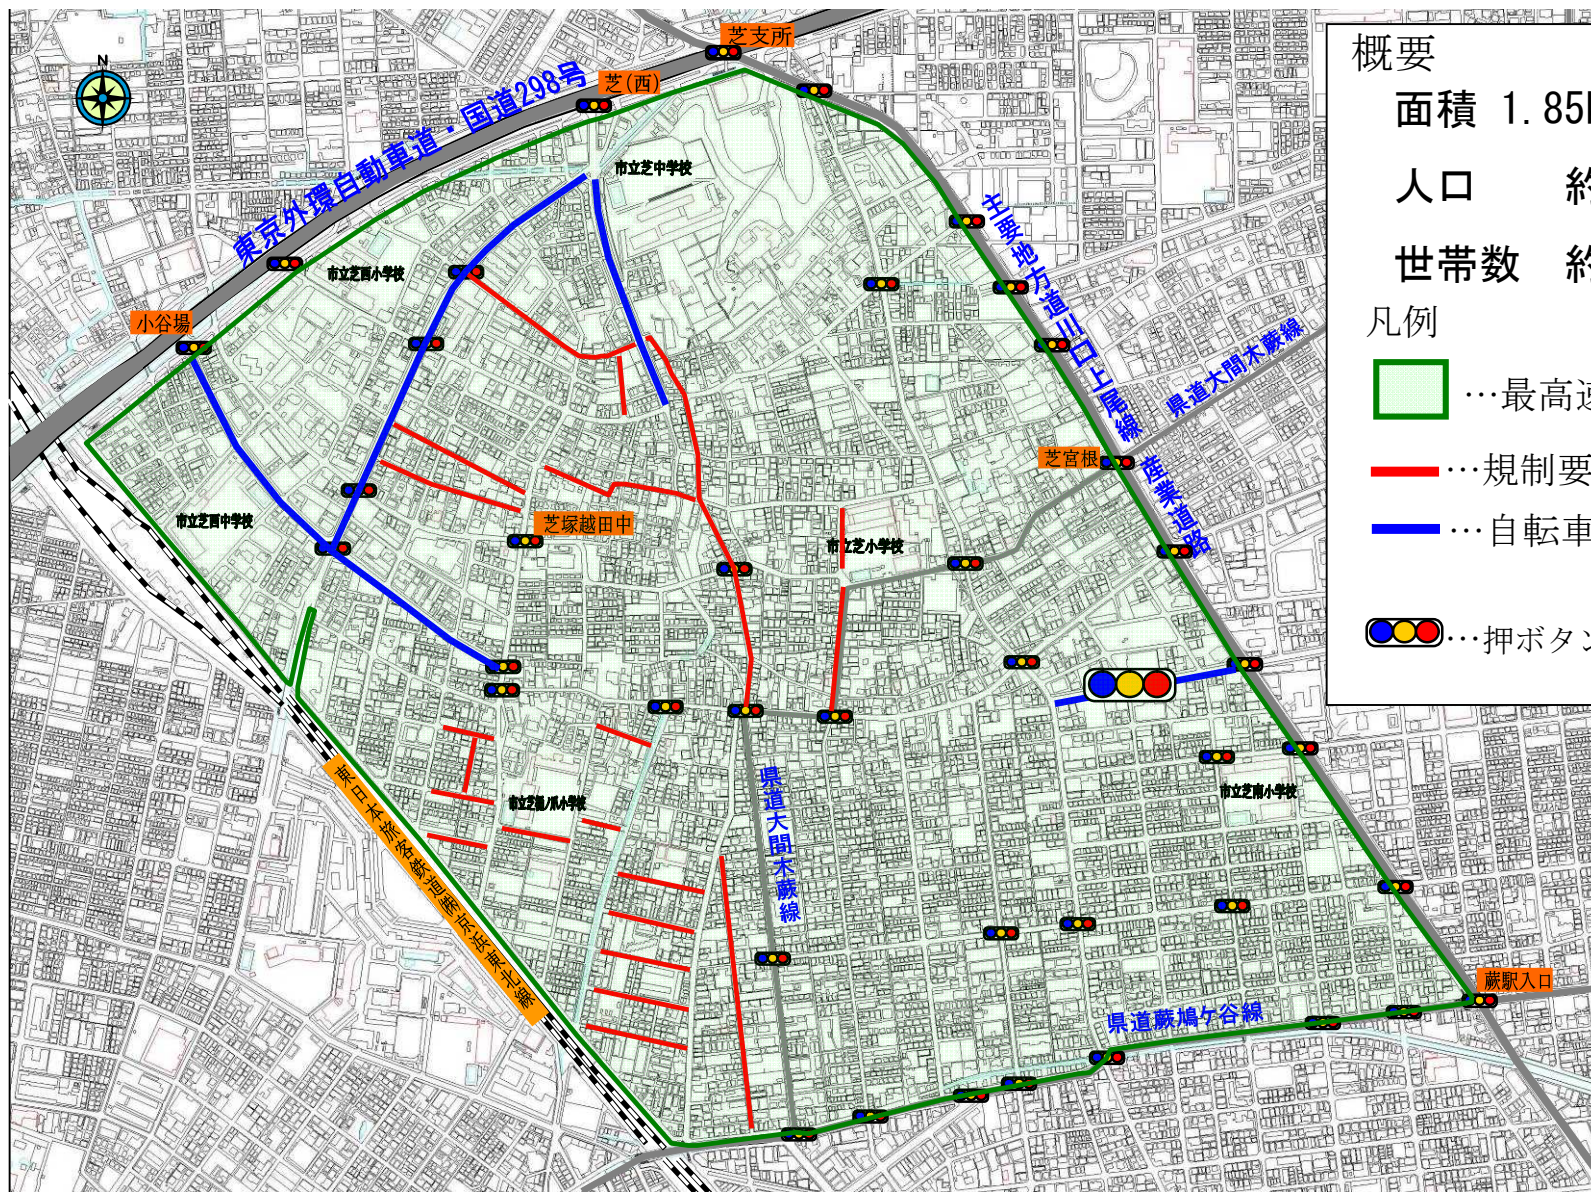 N
芝支所
芝(西)
東京外環自動車道・国道298号
市立芝中学校
市立芝西小学校
小谷場
主要地方道川口上尾線
県道大間木蕨線
芝宮根
産業道路
市立芝西中学校
芝塚越田中
市立芝小学校
県道大間木蕨線
市立芝南小学校
東日本旅客鉄道㈱京浜東北線
蕨駅入口
県道蕨鳩ケ谷線
概要
面積 1.85
人口 約
世帯数 約
凡例
…最高速
…規制要
…自転車
…押ボタン